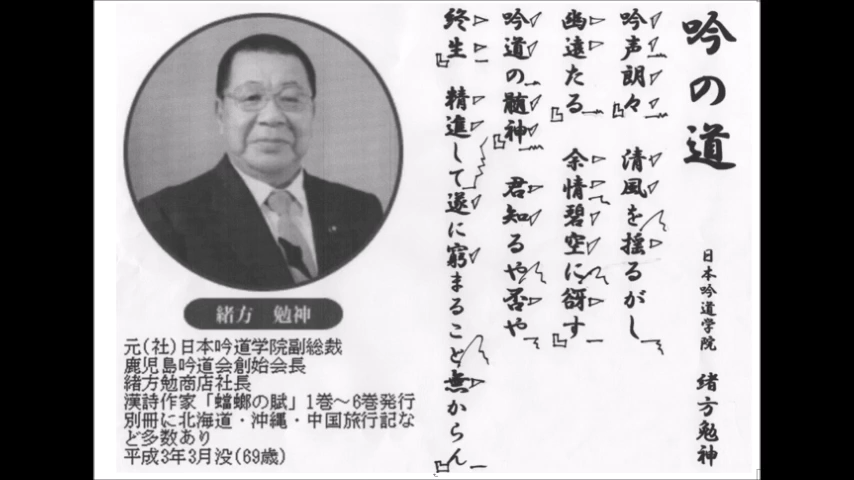 吟の道
日本吟道学院 緒方勉神
吟声朗々 清風を揺るがし
幽遠たる 余情碧空に谺す
吟道の髄神 君知るや否や
終生 精進して遂に窮まること無からん
緒方 勉神
元(社)日本吟道学院副総裁
鹿児島吟道会創始会長
緒方勉商店社長
漢詩作家「蟷螂の賦」1巻～6巻発行
別冊に北海道・沖縄・中国旅行記な
ど多数あり
平成3年3月没(69歳)